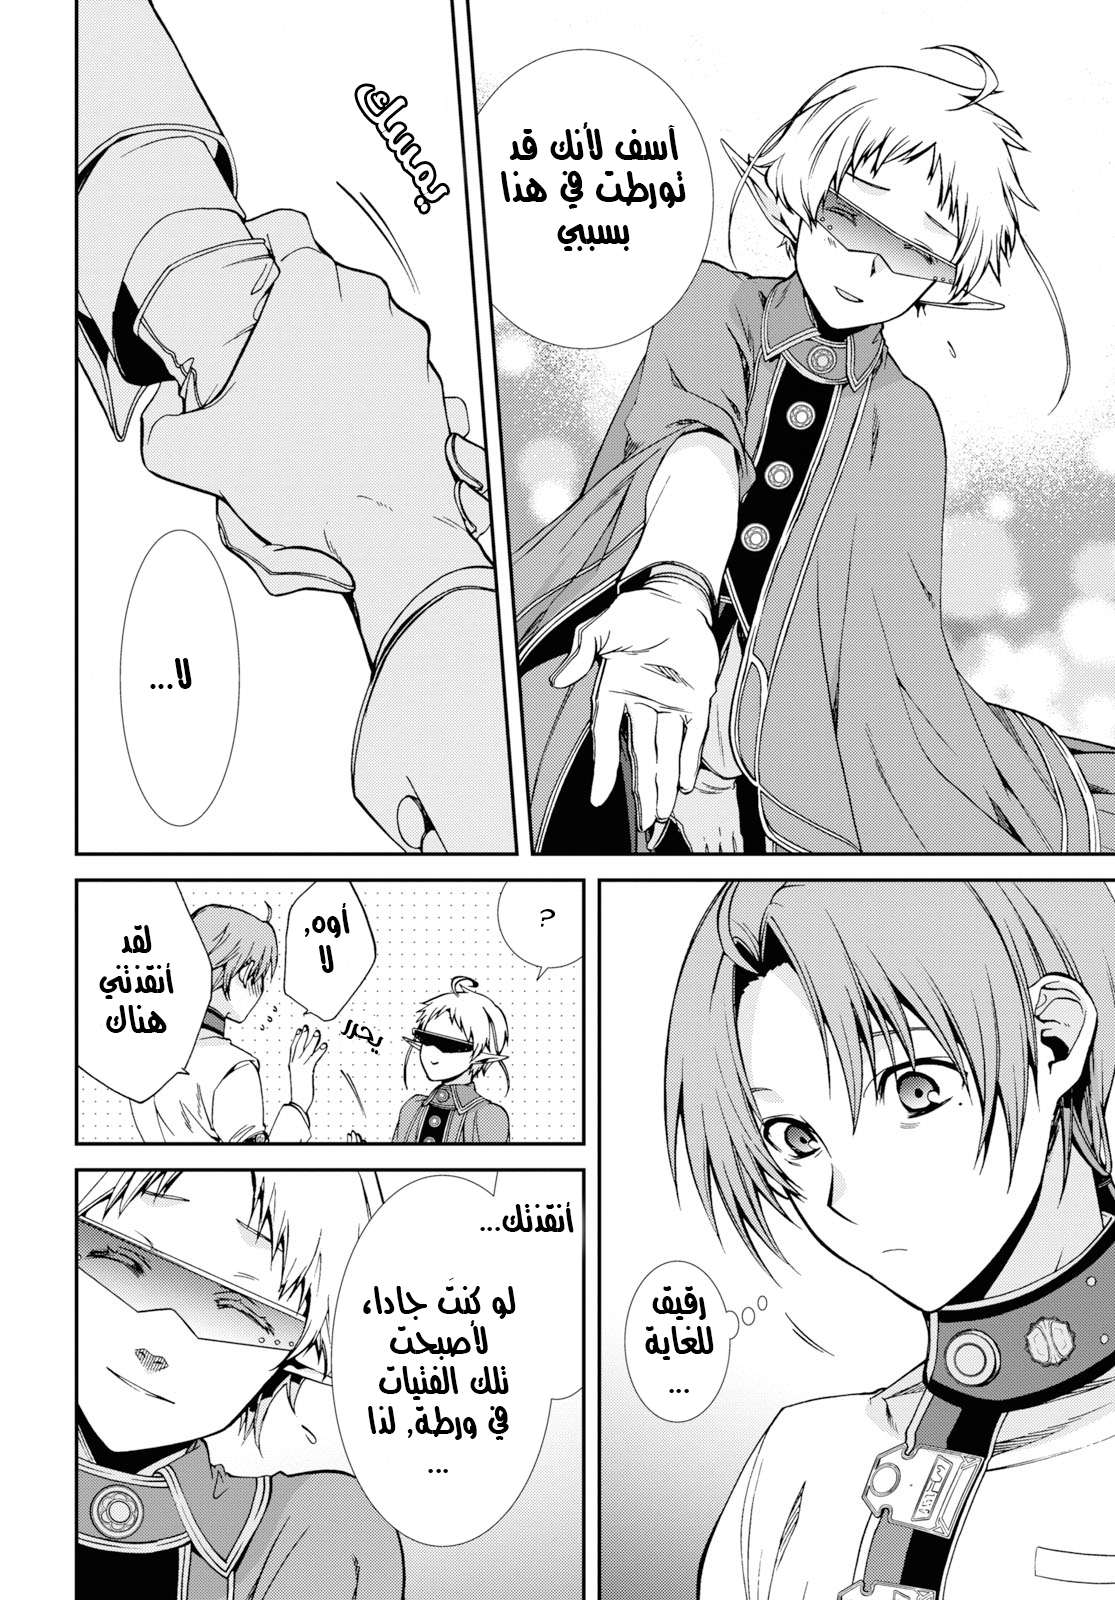 آسف لأنك قد
تورطت في هذا
بسببي
يمسك
لا...
رقيق
للغاية
...
?
أوه,
لا
يحرر
لقد
أنقذتني
هناك
أنقذتك...
لو كنتَ جادا،
لأصبحت
تلك الفتيات
في ورطة, لذا
...